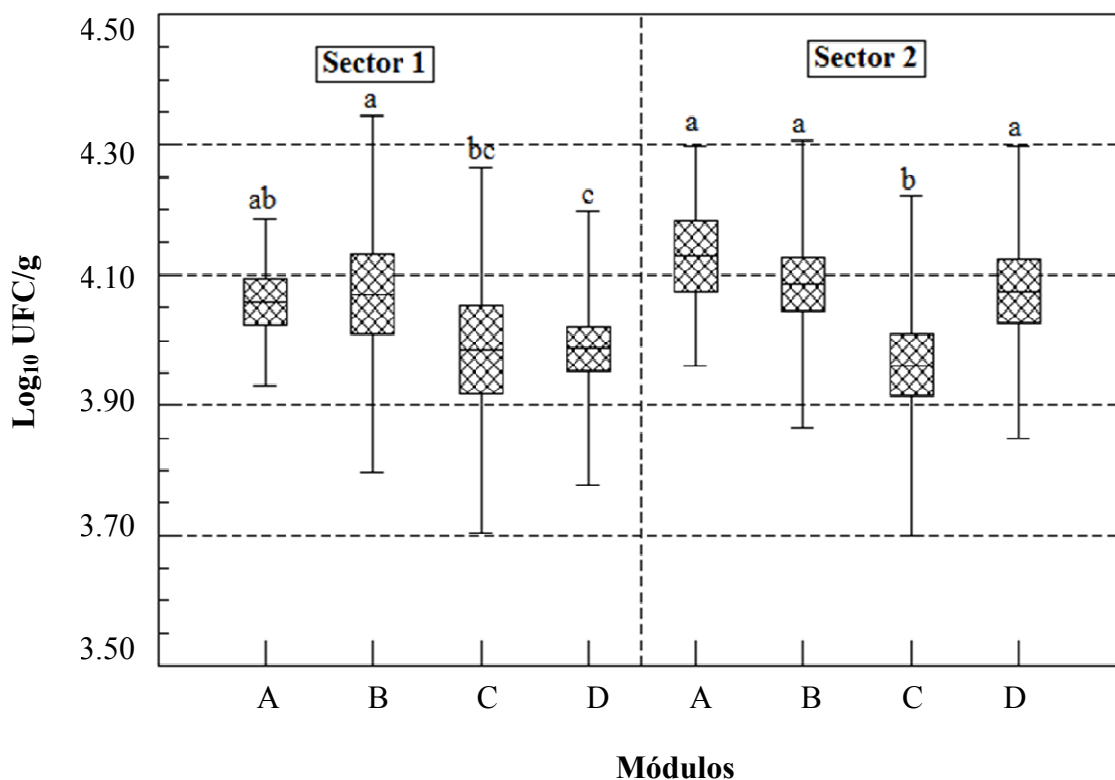 4.50
4.30
4.10
3.90
3.70
3.50
Log₁₀ UFC/g
Sector 1
Sector 2
ab
a
bc
c
a
a
b
a
A B C D A B C D
Módulos